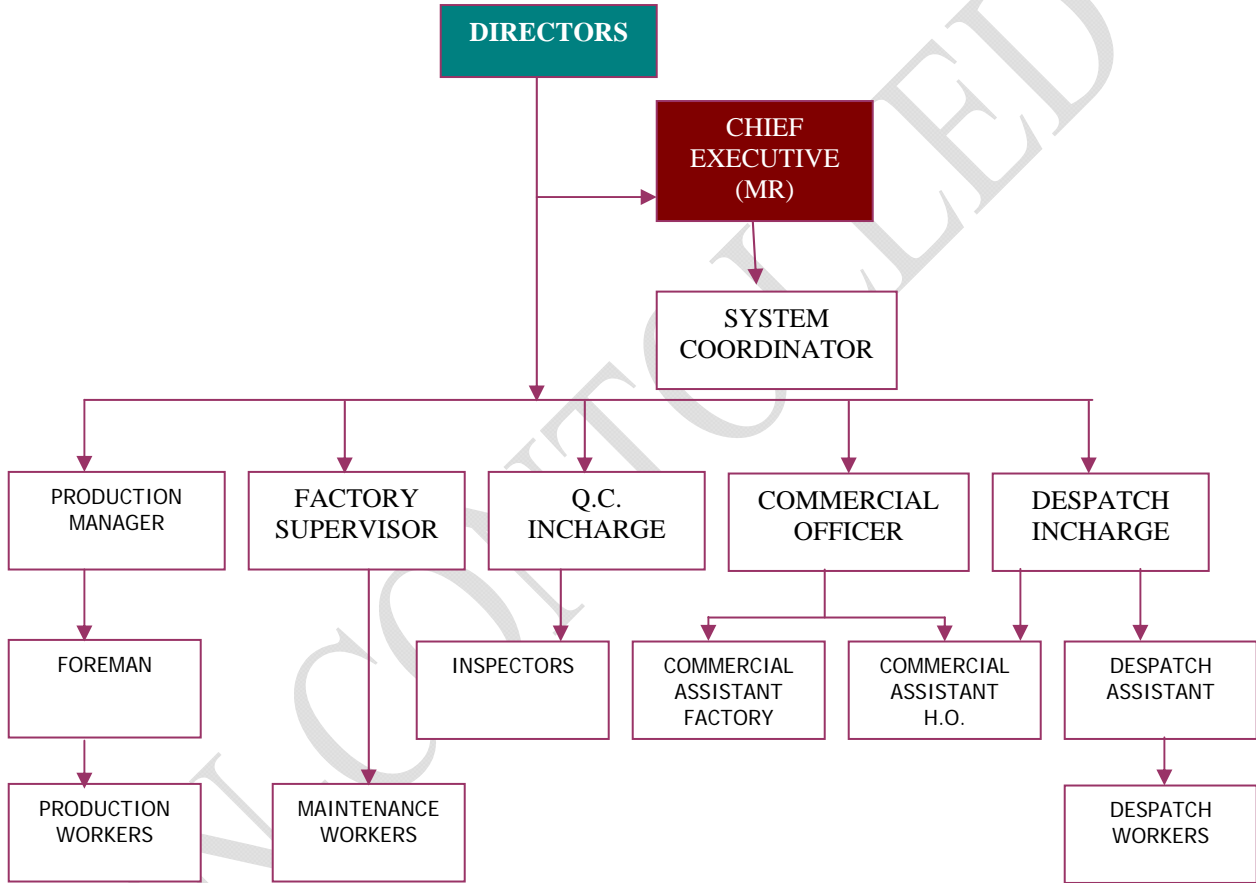 DIRECTORS
CHIEF
EXECUTIVE
(MR)
SYSTEM
COORDINATOR
PRODUCTION
MANAGER
FACTORY
SUPERVISOR
Q.C.
INCHARGE
COMMERCIAL
OFFICER
DESPATCH
INCHARGE
FOREMAN
INSPECTORS
COMMERCIAL
ASSISTANT
FACTORY
COMMERCIAL
ASSISTANT
H.O.
DESPATCH
ASSISTANT
PRODUCTION
WORKERS
MAINTENANCE
WORKERS
DESPATCH
WORKERS